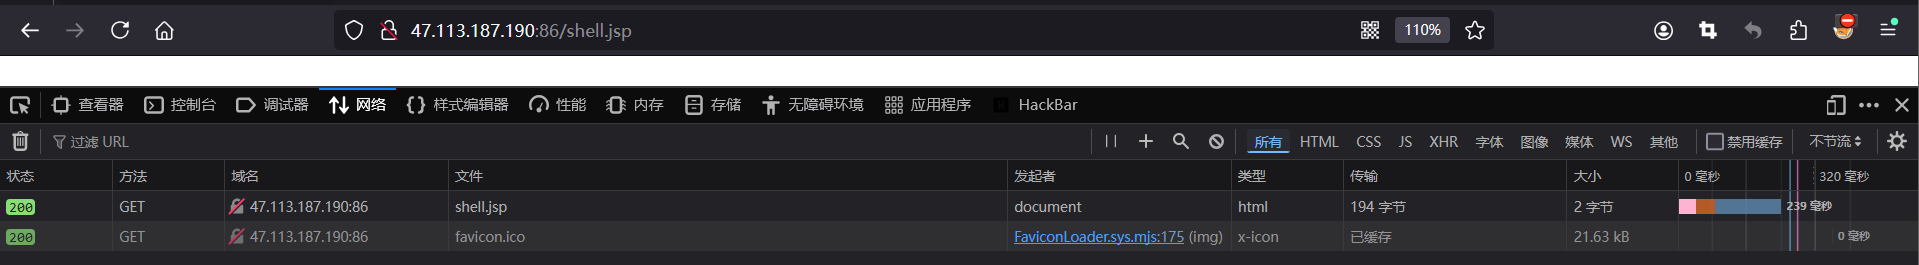 47.113.187.190:86/shell.jsp 110%
查看器 控制台 调试器 网络 样式编辑器 性能 内存 存储 无障碍环境 应用程序 HackBar
过滤 URL 所有 HTML CSS JS XHR 字体 图像 媒体 WS 其他 禁用缓存 不节流
状态 方法 域名 文件 发起者 类型 传输 大小 0 毫秒 320 毫秒
200 GET 47.113.187.190:86 shell.jsp document html 194 字节 2 字节 239 毫秒
200 GET 47.113.187.190:86 favicon.ico FaviconLoader.sys.mjs:175 (img) x-icon 已缓存 21.63 kB 0 毫秒